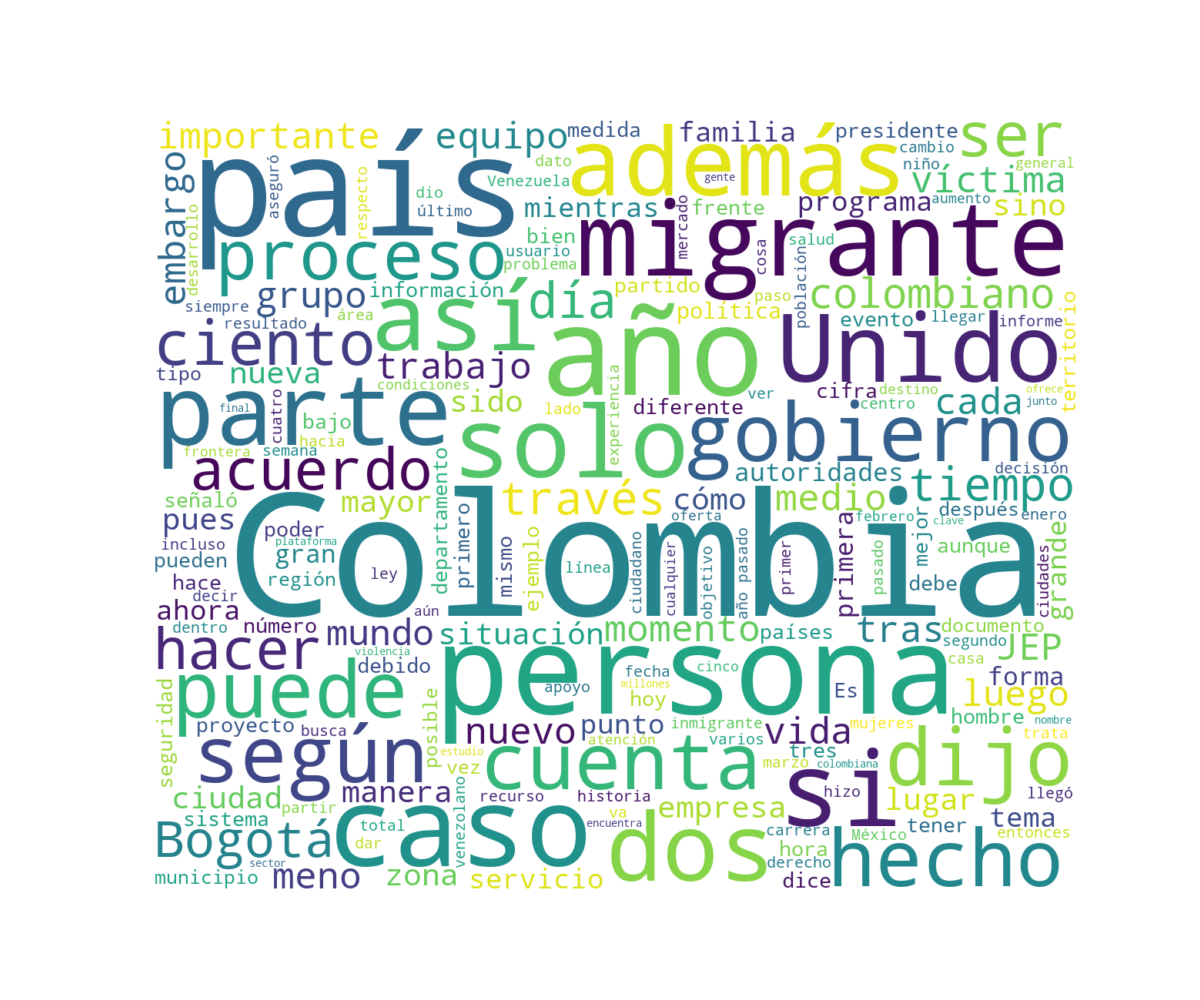 importante
equipo
medida
familia
presidente
ser
país
además
cambio
niño
general
gente
dato
Venezuela
víctima
embargo
aseguró
respecto
dio
último
mientras
frente
programa
aumento
sino
desarrollo
proceso
bien
usuario
problema
migrante
mercado
cosa
salud
población
siempre
grupo
información
día
partido
paso
colombiano
resultado
área
así
año
política
evento
llegar
informe
Unido
territorio
ciento
tipo
nueva
trabajo
condiciones
sido
lado
experiencia
diferente
ver
cifra
destino
ofrece
centro
cada
junto
parte
final
cuatro
bajo
hacia
solo
gobierno
frontera
semana
acuerdo
departamento
autoridades
decisión
señaló
mayor
través
cómo
medio
tiempo
pues
poder
primero
oferta
febrero
después
enero
incluso
plataforma
gran
mismo
ejemplo
línea
ciudadano
cualquier
objetivo
año pasado
primer
primera
pasado
mejor
clave
aunque
ciudades
grande
pueden
región
ley
Colombia
hace
debe
decir
ahora
aún
dentro
número
mundo
situación
momento
países
tras
documento
segundo
JEP
hacer
violencia
debido
persona
fecha
cinco
casa
puede
apoyo
millones
Es
luego
forma
seguridad
proyecto
busca
posible
nuevo
punto
hoy
inmigrante
vida
mujeres
hombre
nombre
según
estudio
vez
atención
varios
tres
marzo
colombiana
dijo
trata
cuenta
si
ciudad
partir
manera
recurso
historia
empresa
hizo
lugar
llegó
sistema
total
va
venezolano
encuentra
carrera
México
tener
tema
entonces
Bogotá
sector
dar
caso
dos
hora
derecho
hecho
municipio
meno
zona
servicio
dice